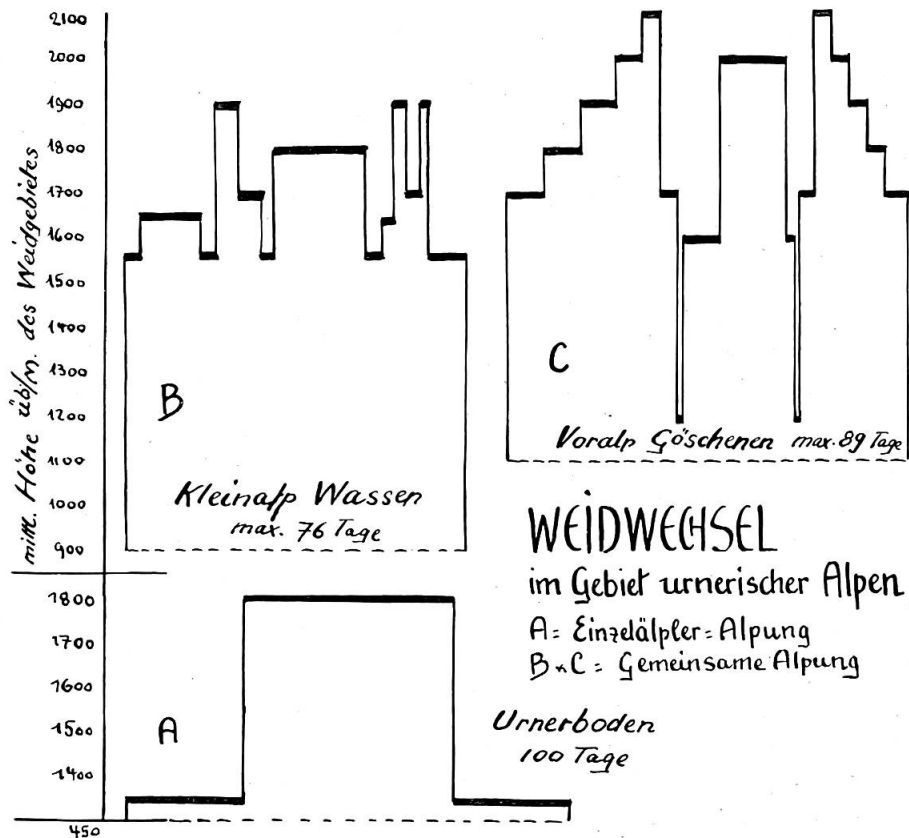 mittl. Höhe üb/m. des Weidgebietes
2100
2000
1900
1800
1700
1600
1500
1400
1300
1200
1100
1000
900
B
Kleinalp Wassen
max. 76 Tage
C
Voralp Göschenen max. 89 Tage
WEIDWECHSEL
im Gebiet urnerischer Alpen
A = Einzelälpler = Alpung
B + C = Gemeinsame Alpung
1800
1700
1600
1500
1400
450
A
Urnerboden
100 Tage